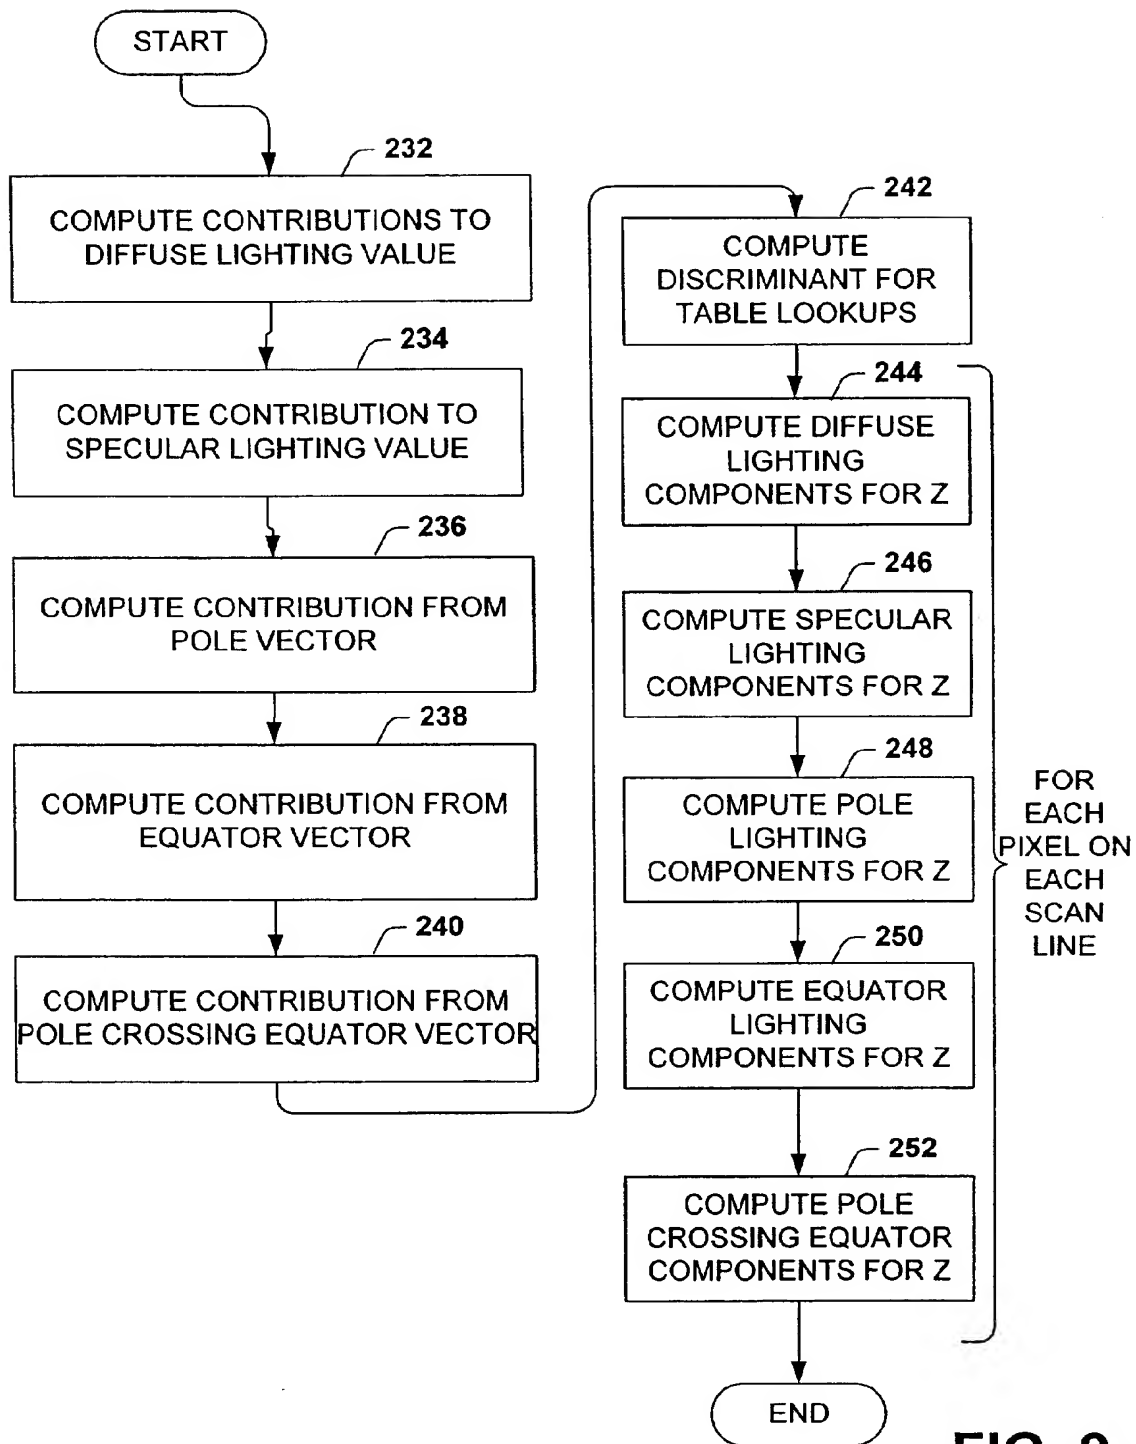 START
232
COMPUTE CONTRIBUTIONS TO
DIFFUSE LIGHTING VALUE
234
COMPUTE CONTRIBUTION TO
SPECULAR LIGHTING VALUE
236
COMPUTE CONTRIBUTION FROM
POLE VECTOR
238
COMPUTE CONTRIBUTION FROM
EQUATOR VECTOR
240
COMPUTE CONTRIBUTION FROM
POLE CROSSING EQUATOR VECTOR
242
COMPUTE
DISCRIMINANT FOR
TABLE LOOKUPS
244
COMPUTE DIFFUSE
LIGHTING
COMPONENTS FOR Z
246
COMPUTE SPECULAR
LIGHTING
COMPONENTS FOR Z
248
COMPUTE POLE
LIGHTING
COMPONENTS FOR Z
250
COMPUTE EQUATOR
LIGHTING
COMPONENTS FOR Z
252
COMPUTE POLE
CROSSING EQUATOR
COMPONENTS FOR Z
FOR
EACH
PIXEL ON
EACH
SCAN
LINE
END